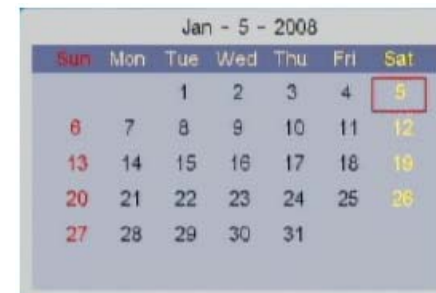 Jan - 5 - 2008
Sun Mon Tue Wed Thu Fri Sat
1 2 3 4 5
6 7 8 9 10 11 12
13 14 15 16 17 18 19
20 21 22 23 24 25 26
27 28 29 30 31